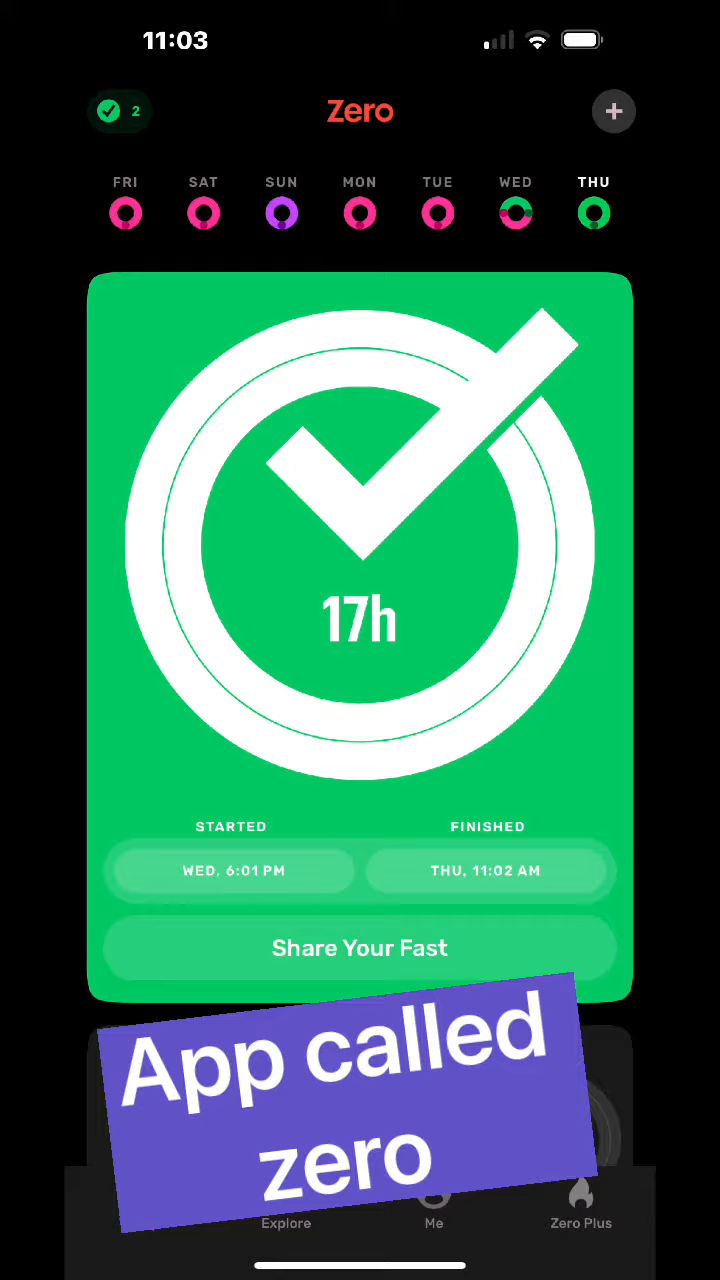 11:03
2
Zero
FRI SAT SUN MON TUE WED THU
17h
STARTED FINISHED
WED, 6:01 PM THU, 11:02 AM
Share Your Fast
App called
zero
Explore Me Zero Plus